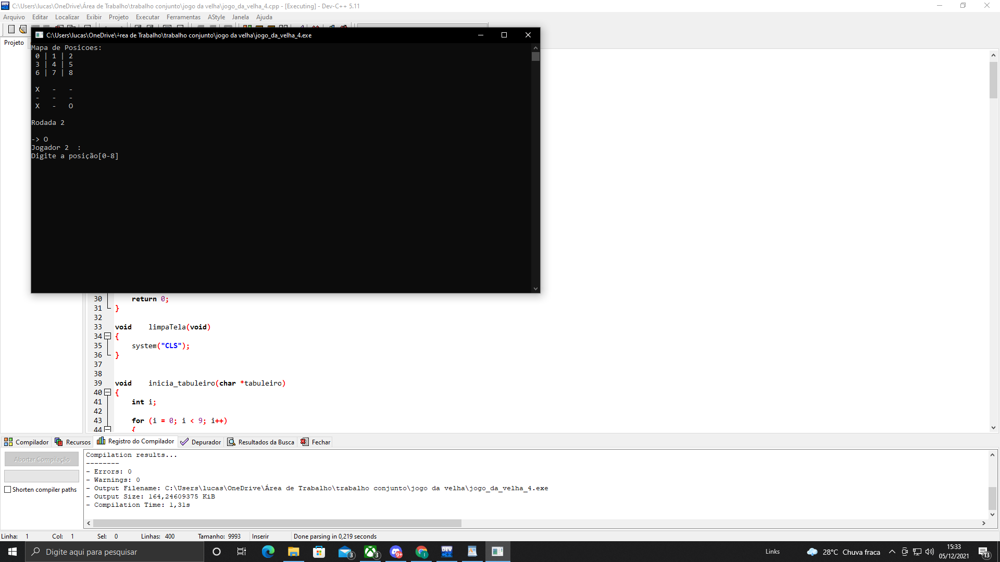 C:\Users\lucas\OneDrive\Área de Trabalho\trabalho conjunto\jogo da velha\jogo_da_velha_4.cpp - [Executing] - Dev-C++ 5.11
Arquivo Editar Localizar Exibir Projeto Executar Ferramentas AStyle Janela Ajuda
Projeto
C:\Users\lucas\OneDrive\┴rea de Trabalho\trabalho conjunto\jogo da velha\jogo_da_velha_4.exe
Mapa de Posicoes:
0 | 1 | 2
3 | 4 | 5
6 | 7 | 8
X - -
- - -
X - O
Rodada 2
-> O
Jogador 2 :
Digite a posição[0-8]
30 return 0;
31 }
32
33 void limpaTela(void)
34 {
35 system("CLS");
36 }
37
38
39 void inicia_tabuleiro(char *tabuleiro)
40 {
41 int i;
42
43 for (i = 0; i < 9; i++)
44 {
Compilador Recursos Registro do Compilador Depurador Resultados da Busca Fechar
Abortar Compilação
Shorten compiler paths
Compilation results...
--------
- Errors: 0
- Warnings: 0
- Output Filename: C:\Users\lucas\OneDrive\Área de Trabalho\trabalho conjunto\jogo da velha\jogo_da_velha_4.exe
- Output Size: 164,24609375 KiB
- Compilation Time: 1,31s
Linha: 1 Col: 1 Sel: 0 Linhas: 400 Tamanho: 9993 Inserir Done parsing in 0,219 seconds
Digite aqui para pesquisar
3
3
9+
DEV
Links
28°C Chuva fraca
15:33
05/12/2021
13